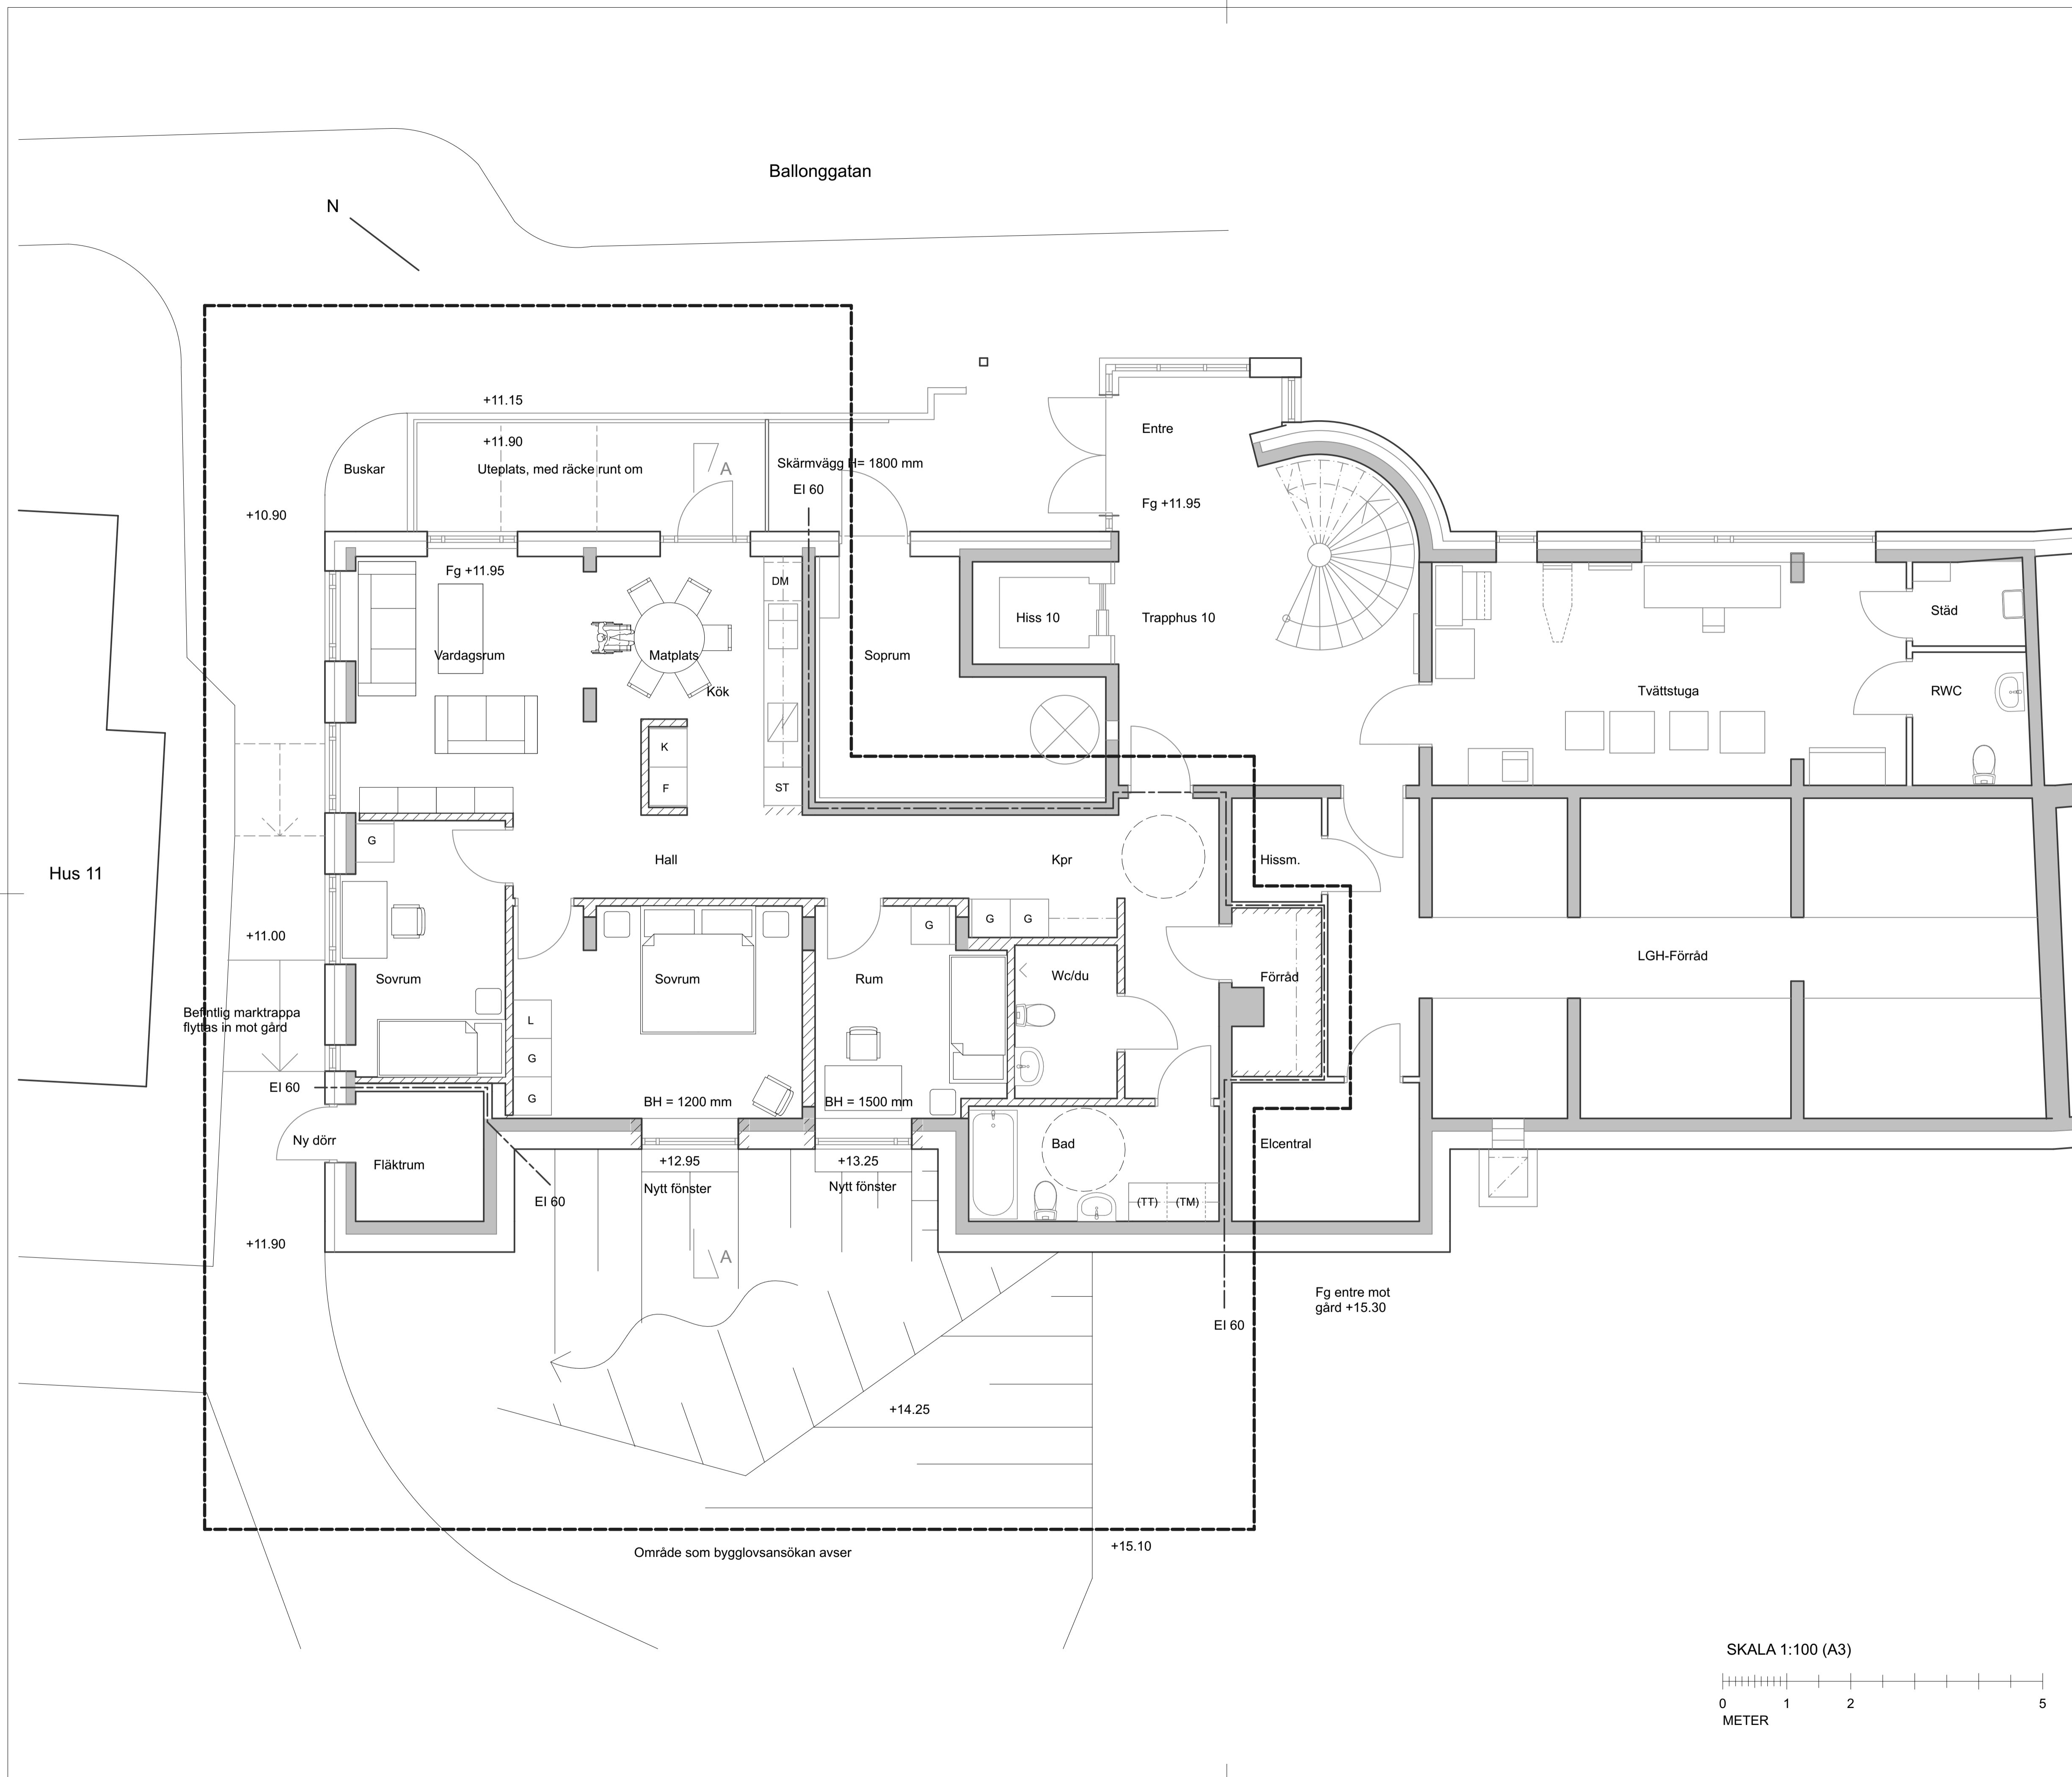 Ballonggatan
N
+11.15
+11.90
Entre
Buskar
Uteplats, med räcke runt om
A
Skärmvägg H= 1800 mm
EI 60
Fg +11.95
+10.90
Fg +11.95
DM
Hiss 10
Trapphus 10
Städ
Vardagsrum
Matplats
Soprum
Kök
Tvättstuga
RWC
K
F
ST
G
Hall
Kpr
Hissm.
Hus 11
G
G
G
+11.00
LGH-Förråd
Sovrum
Sovrum
Rum
Wc/du
Förråd
Befintlig marktrappa
flyttas in mot gård
L
G
G
EI 60
BH = 1200 mm
BH = 1500 mm
Ny dörr
Fläktrum
Bad
Elcentral
+12.95
+13.25
Nytt fönster
Nytt fönster
EI 60
(TT)
(TM)
+11.90
A
Fg entre mot
gård +15.30
EI 60
+14.25
+15.10
Område som bygglovsansökan avser
SKALA 1:100 (A3)
0 1 2 5
METER